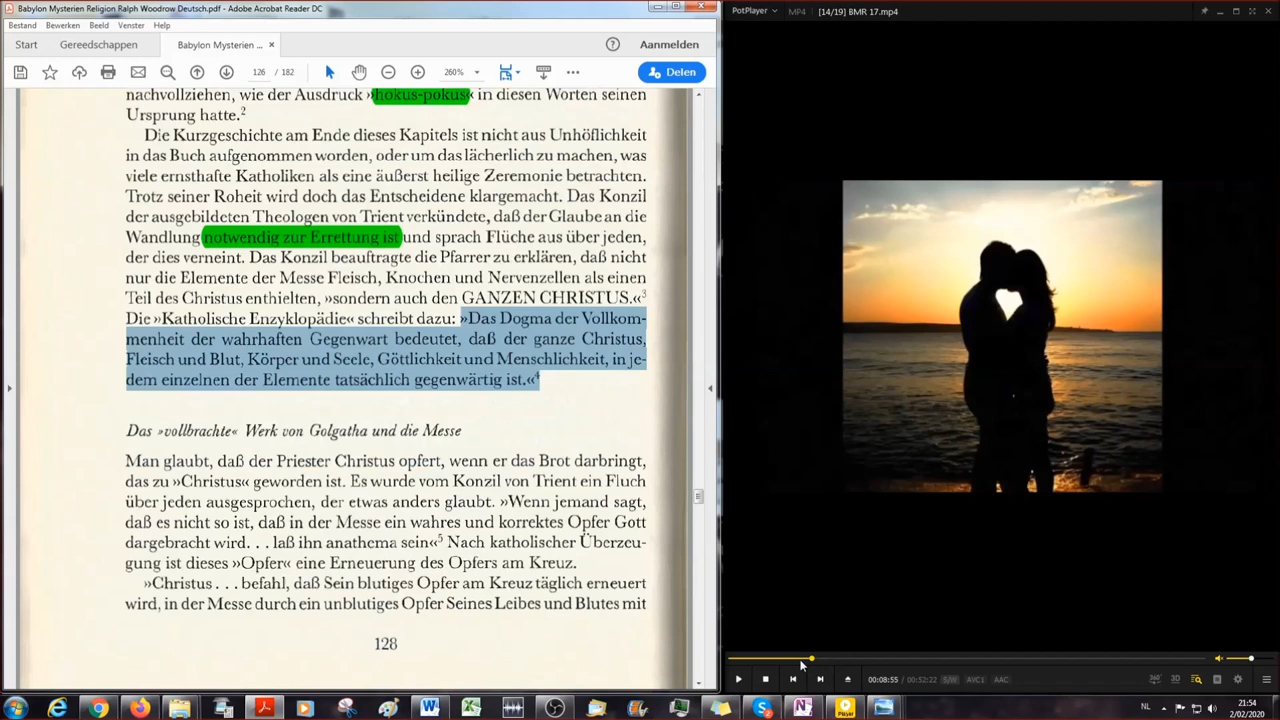 Babylon Mysterien Religion Ralph Woodrow Deutsch.pdf - Adobe Acrobat Reader DC
Bestand Bewerken Beeld Venster Help
Start Gereedschappen Babylon Mysterien ... × Aanmelden
126 / 182 260% Delen
nachvollziehen, wie der Ausdruck »hokus-pokus« in diesen Worten seinen
Ursprung hatte.²
Die Kurzgeschichte am Ende dieses Kapitels ist nicht aus Unhöflichkeit
in das Buch aufgenommen worden, oder um das lächerlich zu machen, was
viele ernsthafte Katholiken als eine äußerst heilige Zeremonie betrachten.
Trotz seiner Roheit wird doch das Entscheidene klargemacht. Das Konzil
der ausgebildeten Theologen von Trient verkündete, daß der Glaube an die
Wandlung notwendig zur Errettung ist und sprach Flüche aus über jeden,
der dies verneint. Das Konzil beauftragte die Pfarrer zu erklären, daß nicht
nur die Elemente der Messe Fleisch, Knochen und Nervenzellen als einen
Teil des Christus enthielten, »sondern auch den GANZEN CHRISTUS.«³
Die »Katholische Enzyklopädie« schreibt dazu: »Das Dogma der Vollkom-
menheit der wahrhaften Gegenwart bedeutet, daß der ganze Christus,
Fleisch und Blut, Körper und Seele, Göttlichkeit und Menschlichkeit, in je-
dem einzelnen der Elemente tatsächlich gegenwärtig ist.«⁴
Das »vollbrachte« Werk von Golgatha und die Messe
Man glaubt, daß der Priester Christus opfert, wenn er das Brot darbringt,
das zu »Christus« geworden ist. Es wurde vom Konzil von Trient ein Fluch
über jeden ausgesprochen, der etwas anders glaubt. »Wenn jemand sagt,
daß es nicht so ist, daß in der Messe ein wahres und korrektes Opfer Gott
dargebracht wird. . . laß ihn anathema sein«⁵ Nach katholischer Überzeu-
gung ist dieses »Opfer« eine Erneuerung des Opfers am Kreuz.
»Christus . . . befahl, daß Sein blutiges Opfer am Kreuz täglich erneuert
wird, in der Messe durch ein unblutiges Opfer Seines Leibes und Blutes mit
128
PotPlayer MP4 [14/19] BMR 17.mp4
00:08:55 / 00:52:22 S/W AVC1 AAC
360° 3D
NL 21:54
2/02/2020